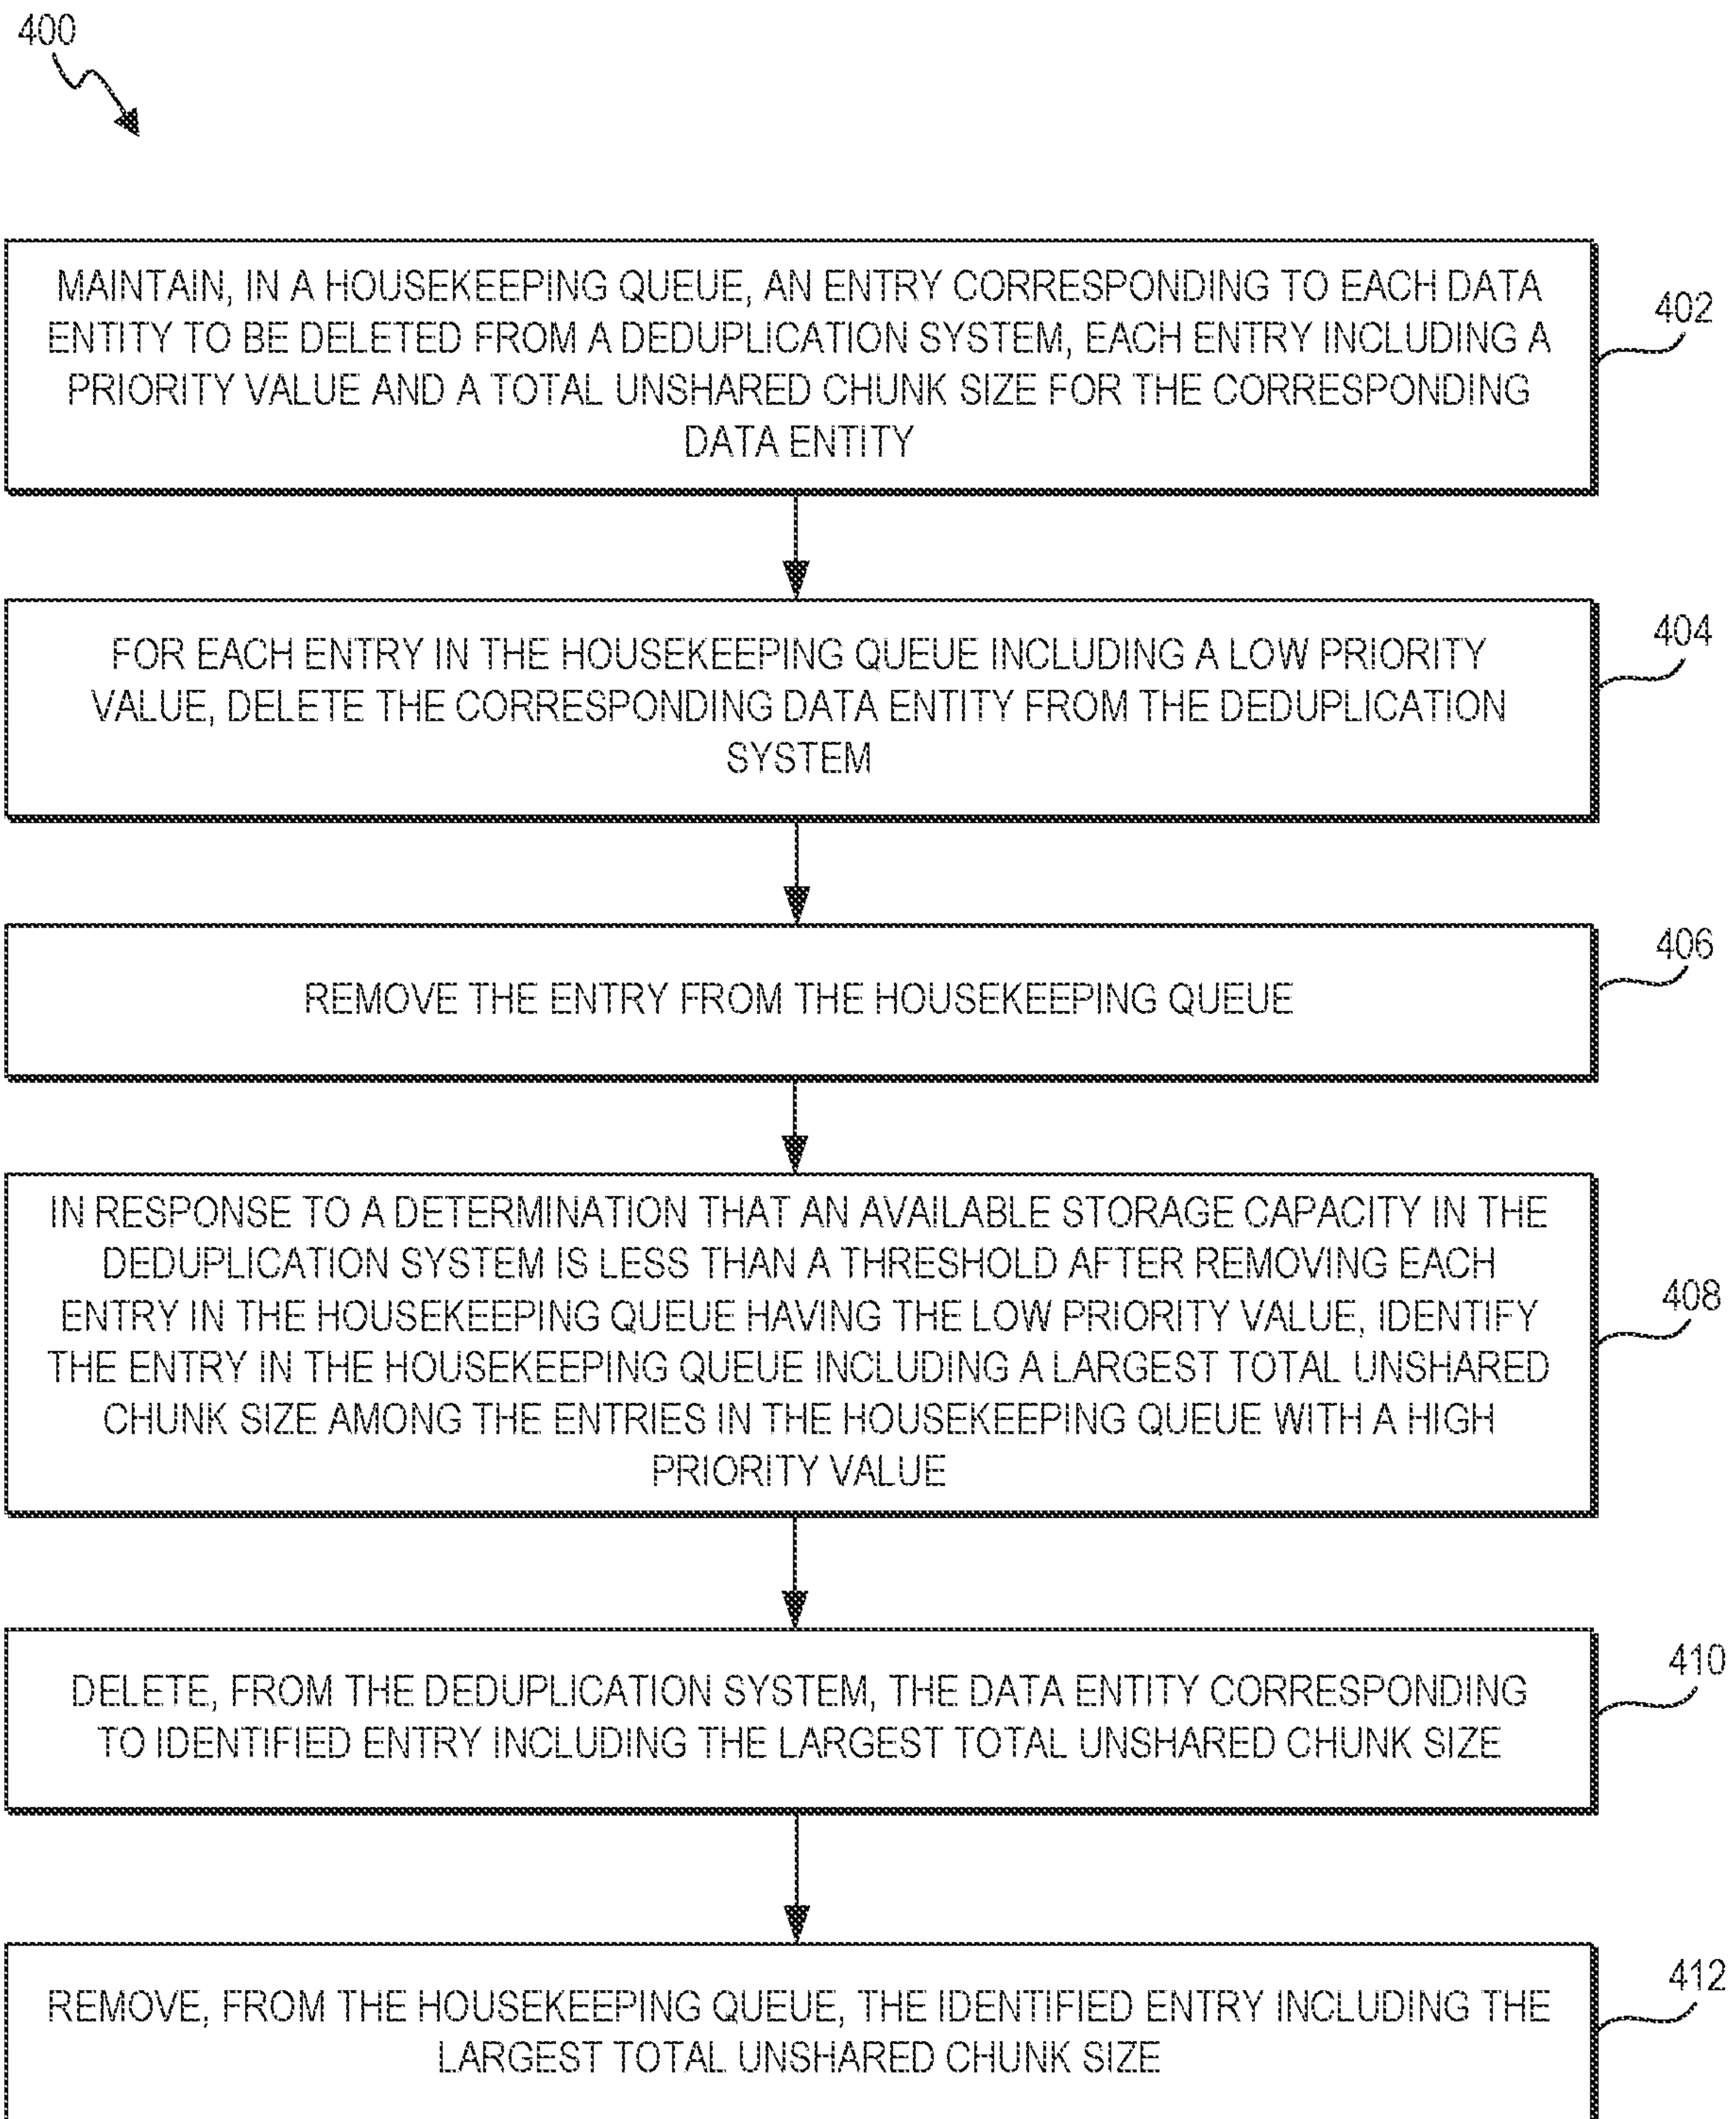 400
MAINTAIN, IN A HOUSEKEEPING QUEUE, AN ENTRY CORRESPONDING TO EACH DATA
ENTITY TO BE DELETED FROM A DEDUPLICATION SYSTEM, EACH ENTRY INCLUDING A
PRIORITY VALUE AND A TOTAL UNSHARED CHUNK SIZE FOR THE CORRESPONDING
DATA ENTITY
402
FOR EACH ENTRY IN THE HOUSEKEEPING QUEUE INCLUDING A LOW PRIORITY
VALUE, DELETE THE CORRESPONDING DATA ENTITY FROM THE DEDUPLICATION
SYSTEM
404
REMOVE THE ENTRY FROM THE HOUSEKEEPING QUEUE
406
IN RESPONSE TO A DETERMINATION THAT AN AVAILABLE STORAGE CAPACITY IN THE
DEDUPLICATION SYSTEM IS LESS THAN A THRESHOLD AFTER REMOVING EACH
ENTRY IN THE HOUSEKEEPING QUEUE HAVING THE LOW PRIORITY VALUE, IDENTIFY
THE ENTRY IN THE HOUSEKEEPING QUEUE INCLUDING A LARGEST TOTAL UNSHARED
CHUNK SIZE AMONG THE ENTRIES IN THE HOUSEKEEPING QUEUE WITH A HIGH
PRIORITY VALUE
408
DELETE, FROM THE DEDUPLICATION SYSTEM, THE DATA ENTITY CORRESPONDING
TO IDENTIFIED ENTRY INCLUDING THE LARGEST TOTAL UNSHARED CHUNK SIZE
410
REMOVE, FROM THE HOUSEKEEPING QUEUE, THE IDENTIFIED ENTRY INCLUDING THE
LARGEST TOTAL UNSHARED CHUNK SIZE
412